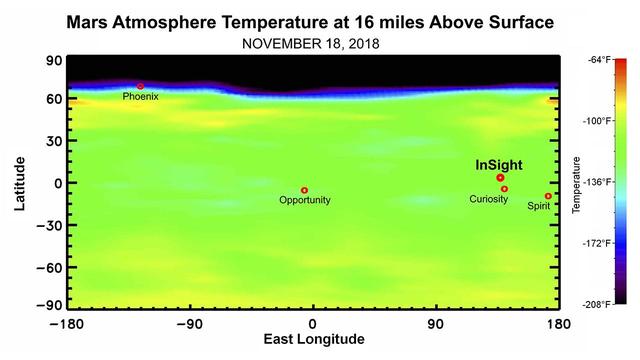 Mars Atmosphere Temperature at 16 miles Above Surface
NOVEMBER 18, 2018
90
60
30
0
−30
−60
−90
Latitude
Phoenix
Opportunity
InSight
Curiosity
Spirit
−180
−90
0
90
180
East Longitude
-64°F
-100°F
-136°F
-172°F
-208°F
Temperature